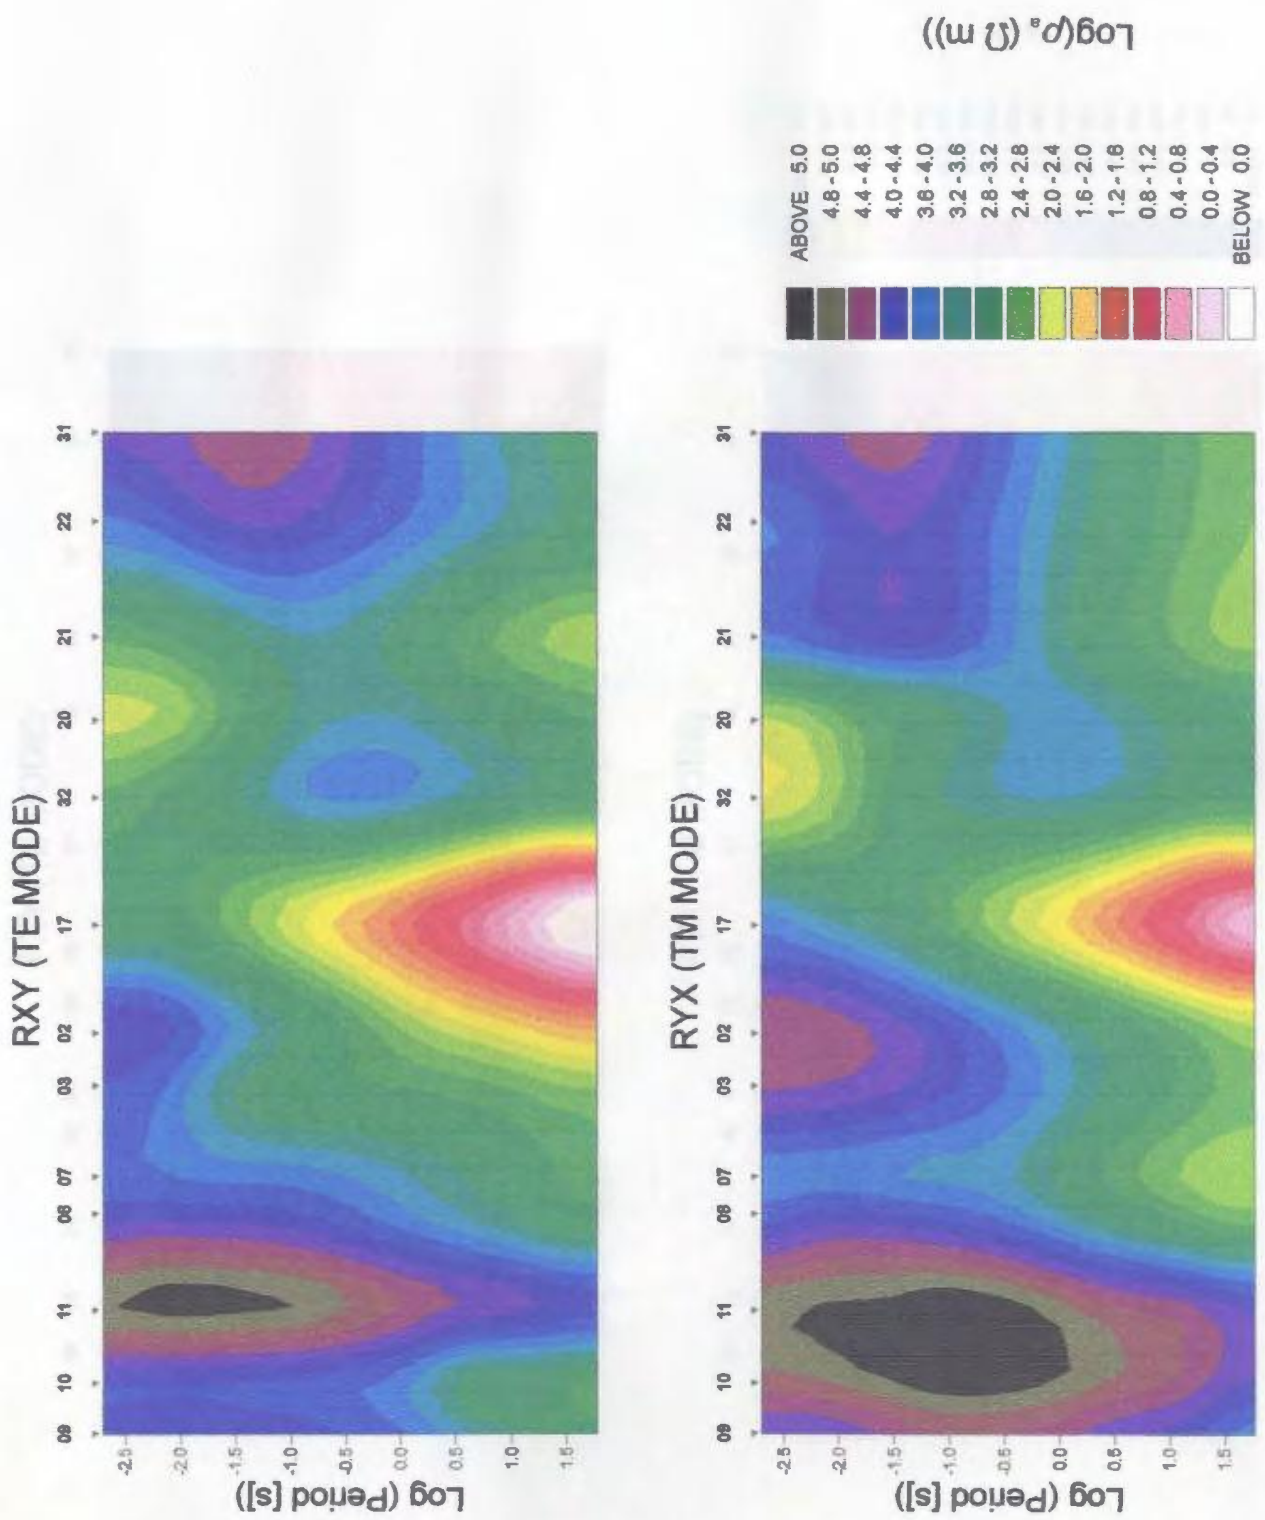 RXY (TE MODE)
09 10 11 06 07 03 02 17 32 20 21 22 31
-2.5
-2.0
-1.5
-1.0
-0.5
0.0
0.5
1.0
1.5
Log (Period [s])
RYX (TM MODE)
09 10 11 06 07 03 02 17 32 20 21 22 31
-2.5
-2.0
-1.5
-1.0
-0.5
0.0
0.5
1.0
1.5
Log (Period [s])
ABOVE 5.0
4.8 - 5.0
4.4 - 4.8
4.0 - 4.4
3.6 - 4.0
3.2 - 3.6
2.8 - 3.2
2.4 - 2.8
2.0 - 2.4
1.6 - 2.0
1.2 - 1.6
0.8 - 1.2
0.4 - 0.8
0.0 - 0.4
BELOW 0.0
Log(ρa (Ω m))